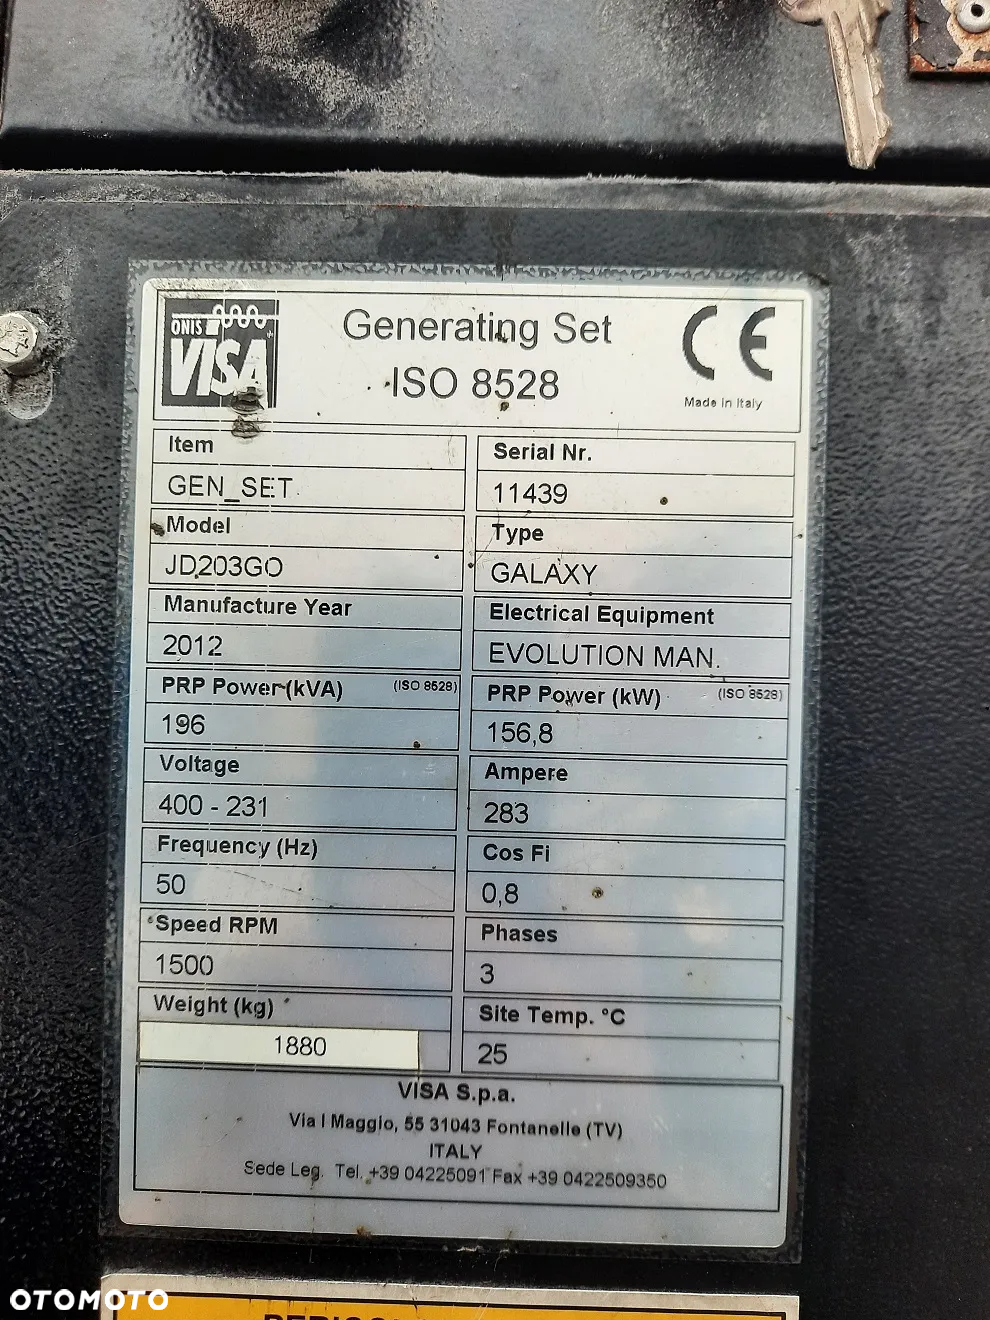 ONIS
VISA
Generating Set
ISO 8528
CE
Made in Italy
Item
GEN_SET
Serial Nr.
11439
Model
JD203GO
Type
GALAXY
Manufacture Year
2012
Electrical Equipment
EVOLUTION MAN.
PRP Power (kVA) (ISO 8528)
196
PRP Power (kW) (ISO 8528)
156,8
Voltage
400 - 231
Ampere
283
Frequency (Hz)
50
Cos Fi
0,8
Speed RPM
1500
Phases
3
Weight (kg)
1880
Site Temp. °C
25
VISA S.p.a.
Via I Maggio, 55 31043 Fontanelle (TV)
ITALY
Sede Leg. Tel. +39 04225091 Fax +39 0422509350
OTOMOTO